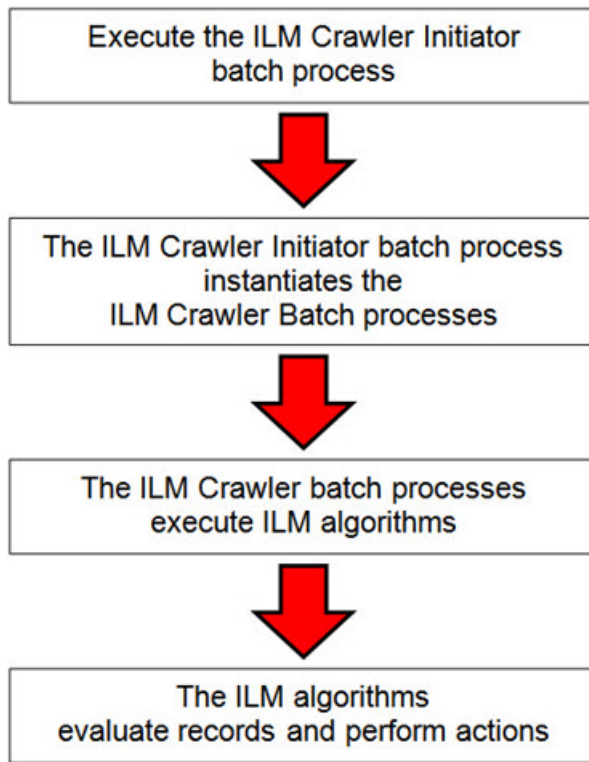 Execute the ILM Crawler Initiator
batch process
The ILM Crawler Initiator batch process
instantiates the
ILM Crawler Batch processes
The ILM Crawler batch processes
execute ILM algorithms
The ILM algorithms
evaluate records and perform actions